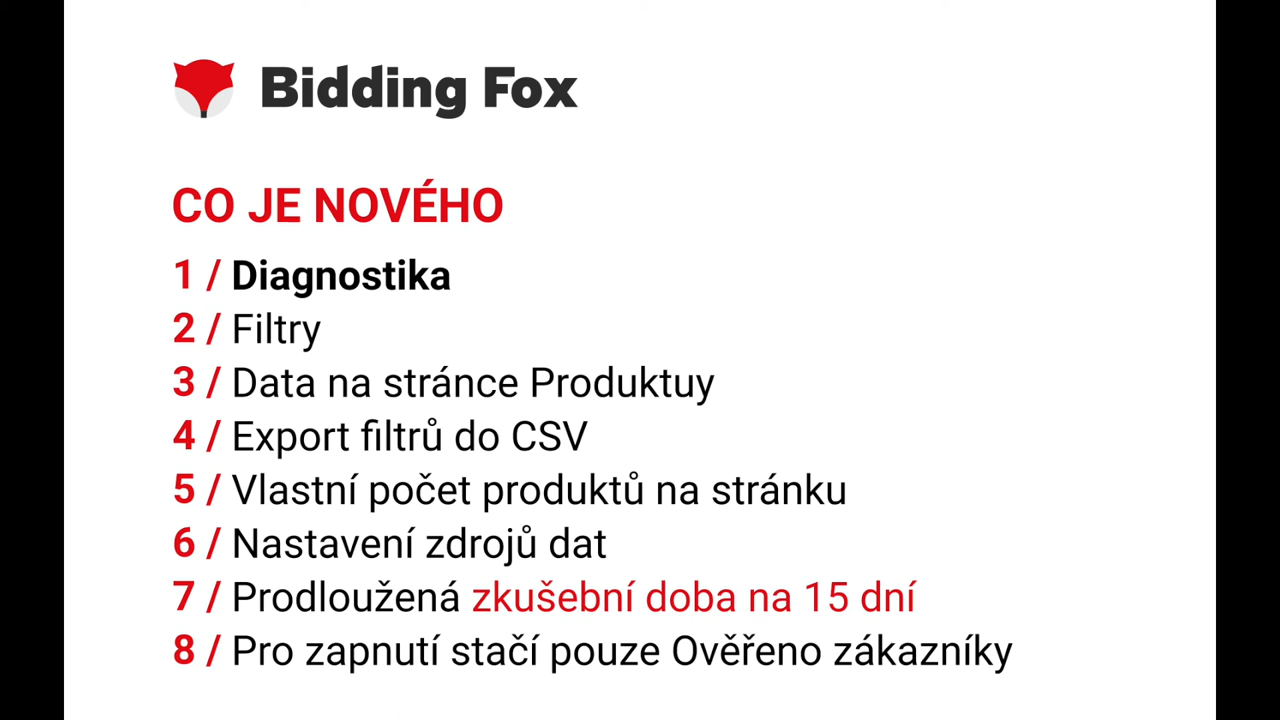 Bidding Fox
CO JE NOVÉHO
1 / Diagnostika
2 / Filtry
3 / Data na stránce Produktuy
4 / Export filtrů do CSV
5 / Vlastní počet produktů na stránku
6 / Nastavení zdrojů dat
7 / Prodloužená zkušební doba na 15 dní
8 / Pro zapnutí stačí pouze Ověřeno zákazníky